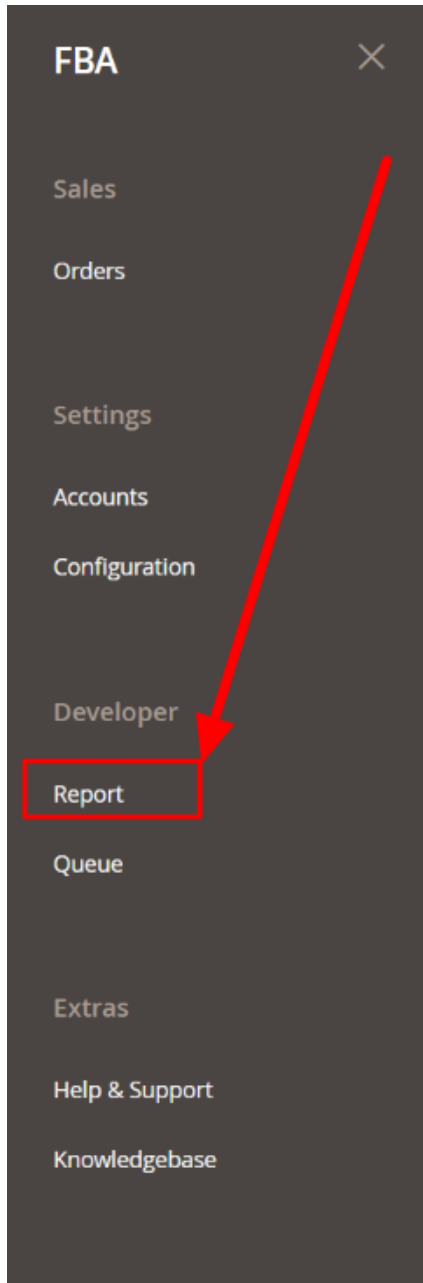 FBA
Sales
Orders
Settings
Accounts
Configuration
Developer
Report
Queue
Extras
Help & Support
Knowledgebase